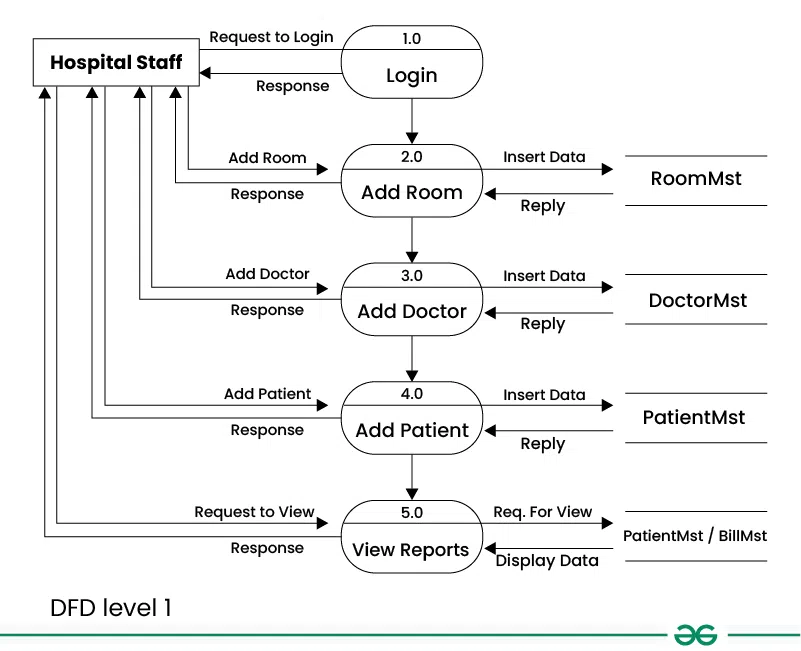 Request to Login
1.0
Hospital Staff
Login
Response
2.0
Add Room
Insert Data
Add Room
RoomMst
Response
Reply
3.0
Add Doctor
Insert Data
Add Doctor
DoctorMst
Response
Reply
4.0
Add Patient
Insert Data
Add Patient
PatientMst
Response
Reply
5.0
Request to View
Req. For View
View Reports
PatientMst / BillMst
Response
Display Data
DFD level 1